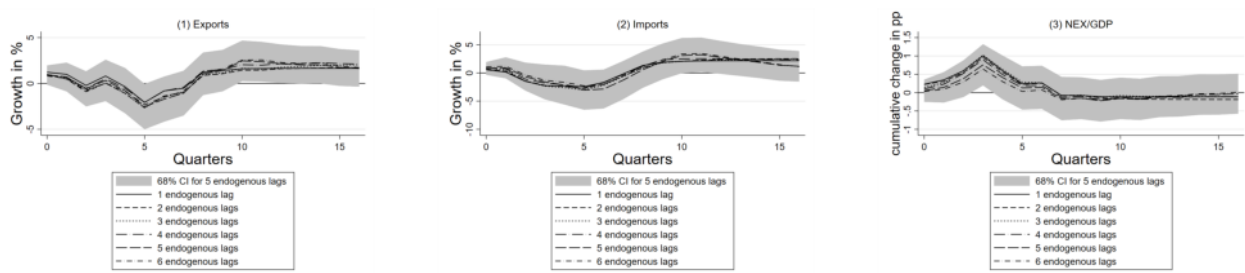 (1) Exports
Growth in %
5
0
-5
0 5 10 15
Quarters
68% CI for 5 endogenous lags
1 endogenous lag
2 endogenous lags
3 endogenous lags
4 endogenous lags
5 endogenous lags
6 endogenous lags
(2) Imports
Growth in %
5
0
-5
-10
0 5 10 15
Quarters
68% CI for 5 endogenous lags
1 endogenous lag
2 endogenous lags
3 endogenous lags
4 endogenous lags
5 endogenous lags
6 endogenous lags
(3) NEX/GDP
cumulative change in pp
1.5
1
.5
0
-.5
-1
0 5 10 15
Quarters
68% CI for 5 endogenous lags
1 endogenous lag
2 endogenous lags
3 endogenous lags
4 endogenous lags
5 endogenous lags
6 endogenous lags